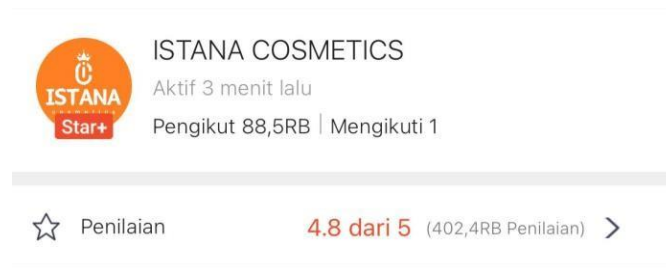 ISTANA COSMETICS
Aktif 3 menit lalu
Pengikut 88,5RB | Mengikuti 1
ISTANA
Star+
Penilaian 4.8 dari 5 (402,4RB Penilaian) >